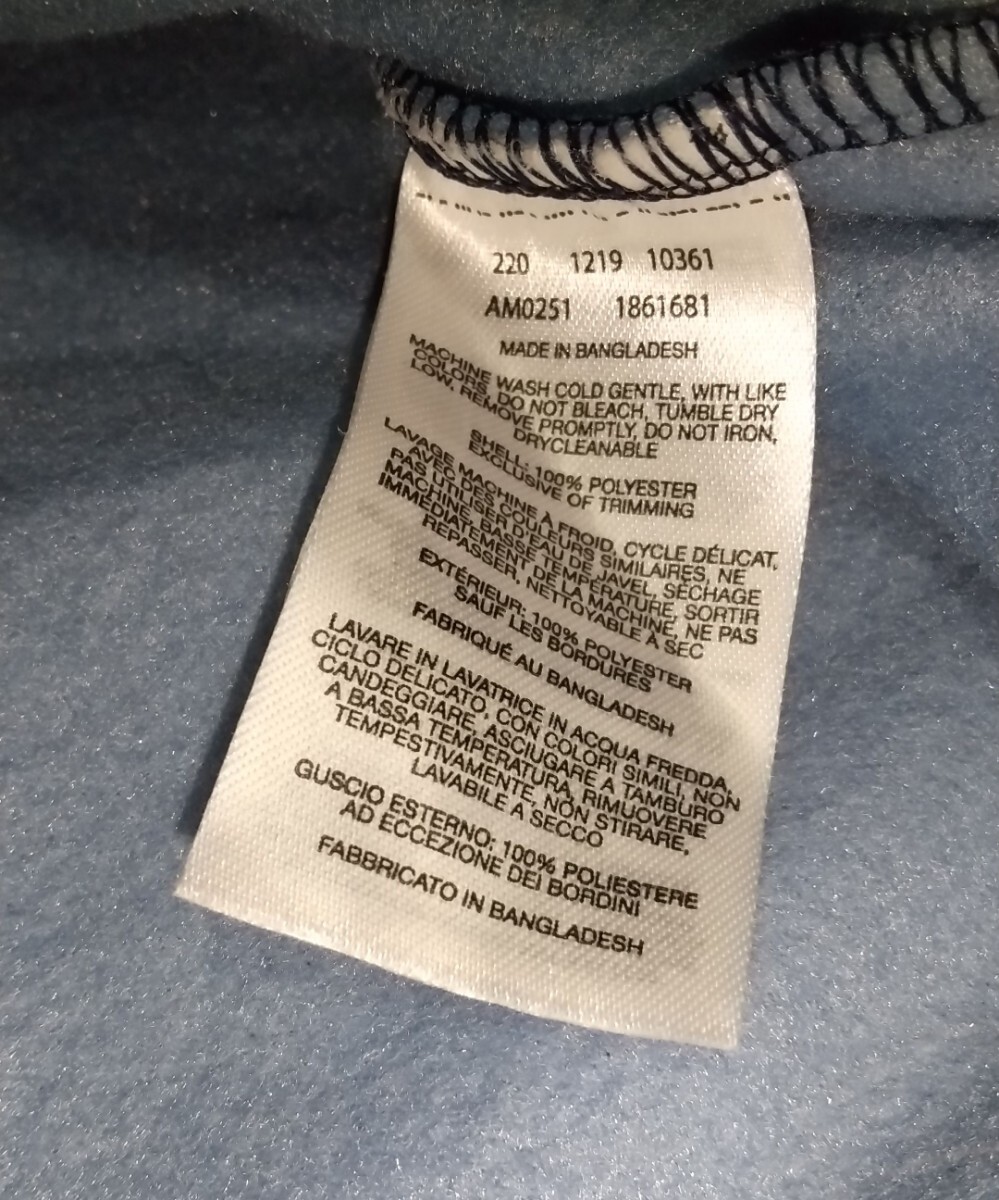 220 1219 10361
AM0251 1861681
MADE IN BANGLADESH
MACHINE WASH COLD GENTLE, WITH LIKE
COLORS, DO NOT BLEACH, TUMBLE DRY
LOW, REMOVE PROMPTLY, DO NOT IRON,
DRYCLEANABLE
SHELL: 100% POLYESTER
EXCLUSIVE OF TRIMMING
LAVAGE MACHINE À FROID, CYCLE DÉLICAT,
AVEC DES COULEURS SIMILAIRES, NE
PAS UTILISER D'EAU DE JAVEL, SÉCHAGE
MACHINE, BASSE TEMPÉRATURE, SORTIR
IMMÉDIATEMENT DE LA MACHINE, NE PAS
REPASSER, NETTOYABLE À SEC
EXTÉRIEUR: 100% POLYESTER
SAUF LES BORDURES
FABRIQUÉ AU BANGLADESH
LAVARE IN LAVATRICE IN ACQUA FREDDA,
CICLO DELICATO, CON COLORI SIMILI, NON
CANDEGGIARE, ASCIUGARE A TAMBURO
A BASSA TEMPERATURA, RIMUOVERE
TEMPESTIVAMENTE, NON STIRARE,
LAVABILE A SECCO
GUSCIO ESTERNO: 100% POLIESTERE
AD ECCEZIONE DEI BORDINI
FABBRICATO IN BANGLADESH